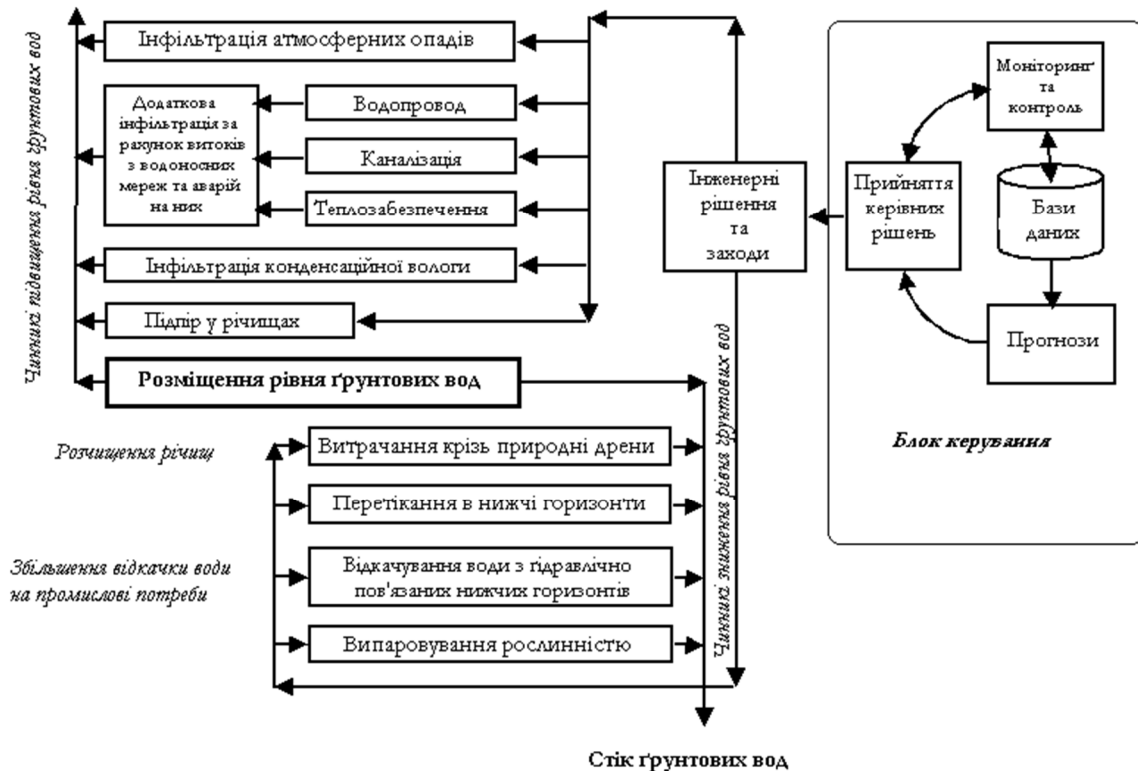 Чинникі підвищення рівня ґрунтових вод
Інфільтрація атмосферних опадів
Додаткова
інфільтрація за
рахунок витоків
з водоносних
мереж та аварій
на них
Водопровод
Каналізація
Теплозабезпечення
Інфільтрація конденсаційної вологи
Підпір у річищах
Розміщення рівня ґрунтових вод
Розчищення річищ
Збільшення відкачки води
на промислові потреби
Витрачання крізь природні дрени
Перетікання в нижчі горизонти
Відкачування води з гідравлічно
пов'язаних нижчих горизонтів
Випаровування рослинністю
Чинникі зниження рівня ґрунтових вод
Стік ґрунтових вод
Інженерні
рішення
та
заходи
Прийняття
керівних
рішень
Моніторинґ
та
контроль
Бази
даних
Прогнози
Блок керування